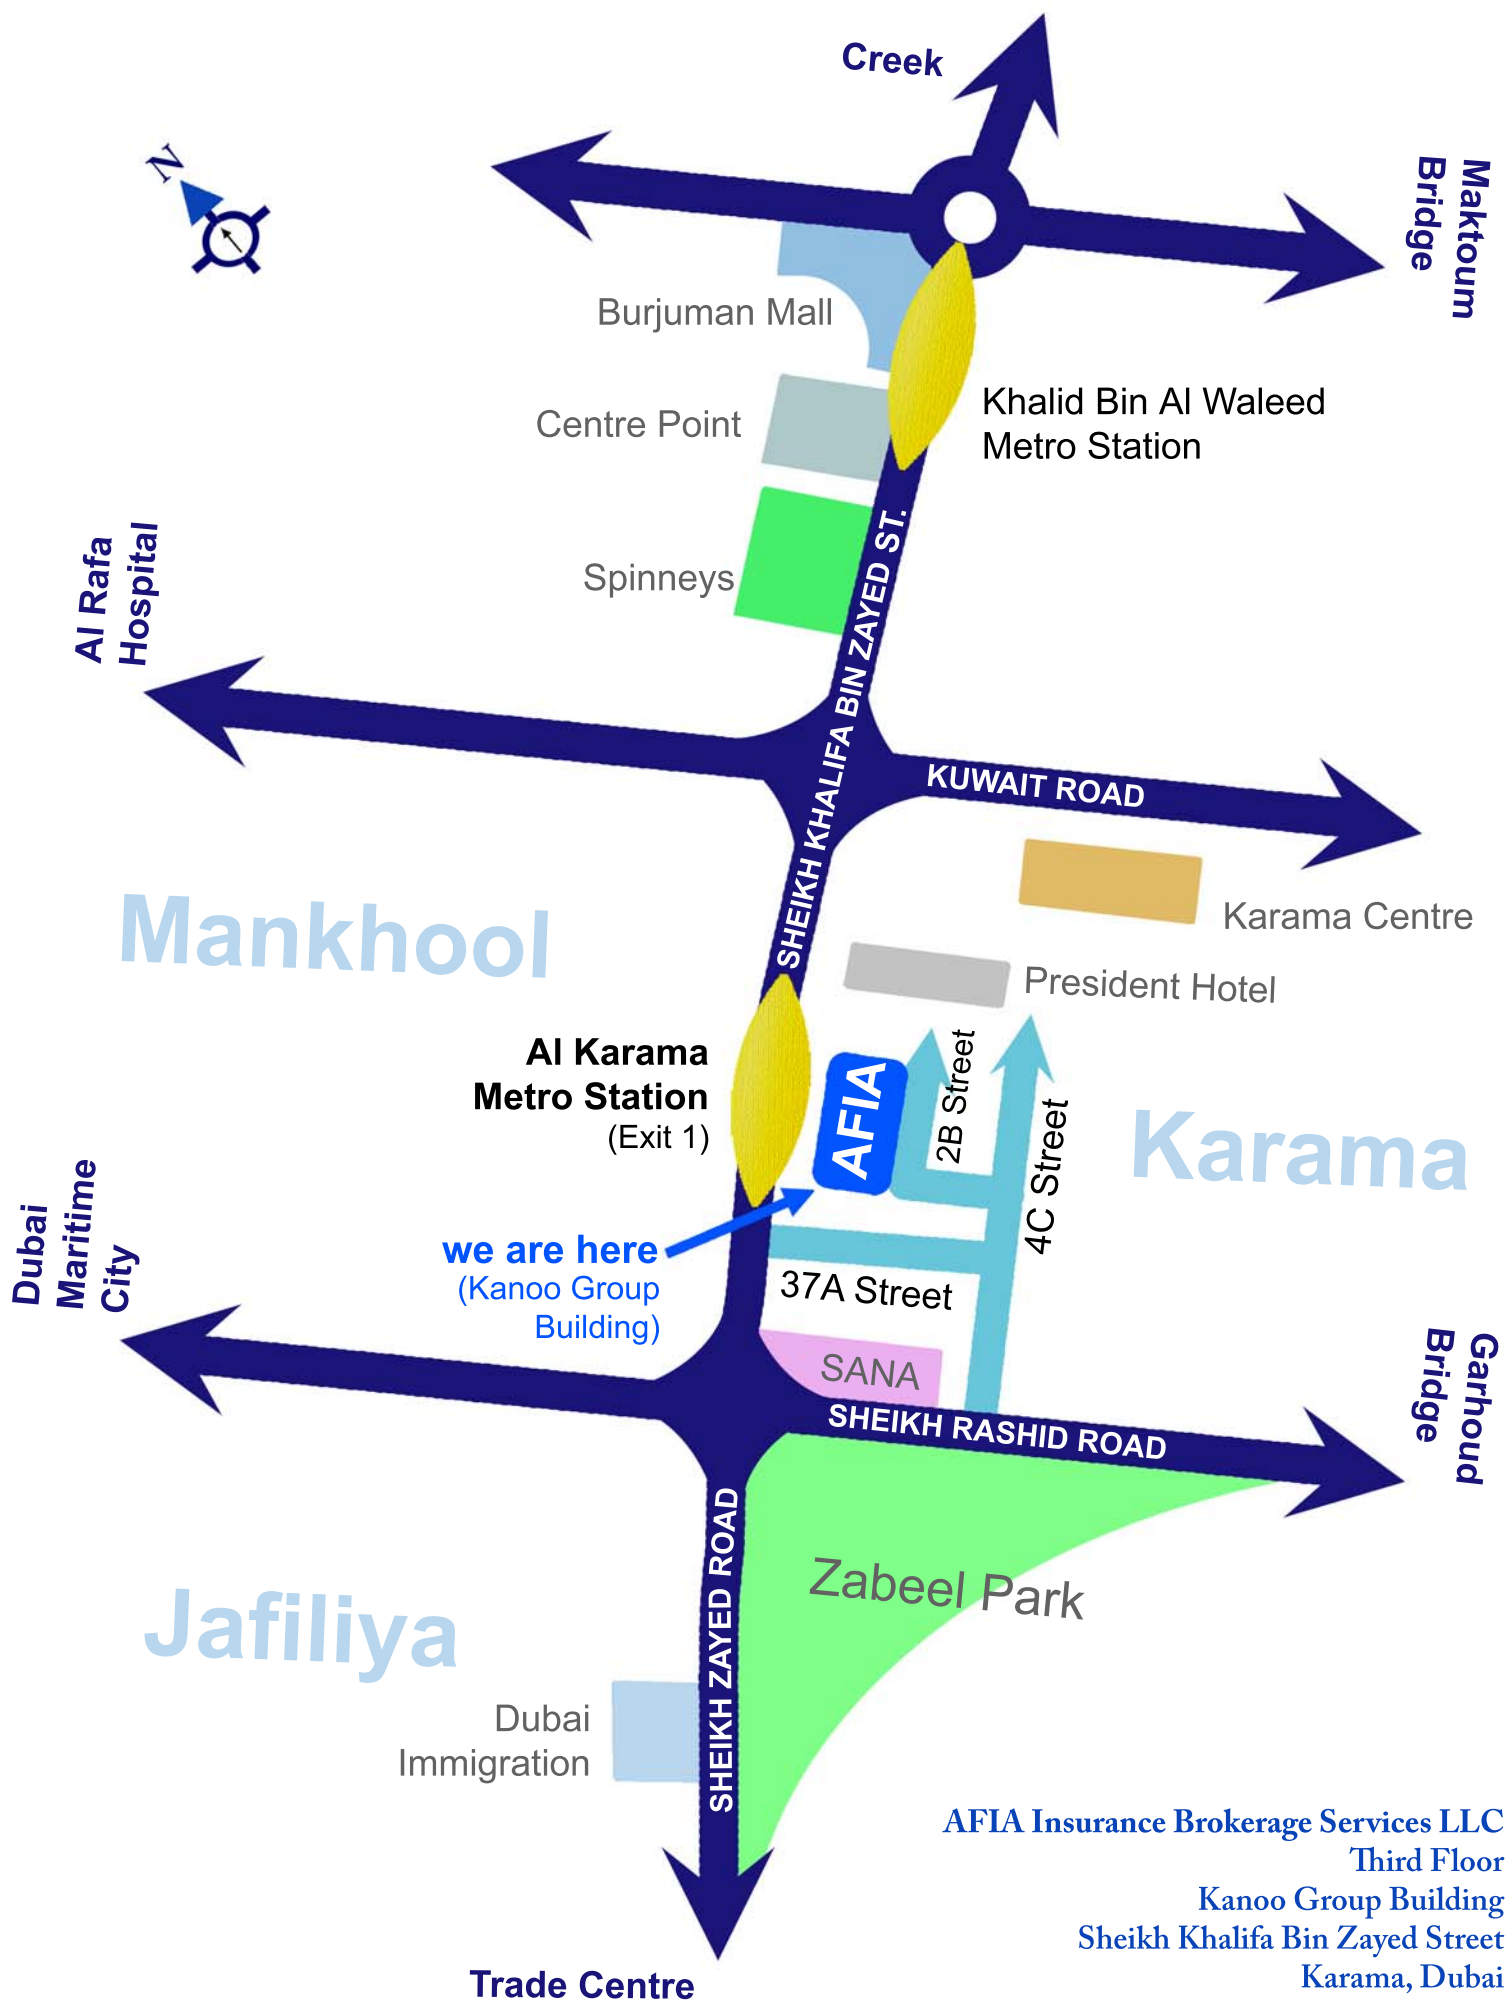 Creek
N
Maktoum
Bridge
Burjuman Mall
Khalid Bin Al Waleed
Metro Station
Centre Point
Al Rafa
Hospital
Spinneys
SHEIKH KHALIFA BIN ZAYED ST.
KUWAIT ROAD
Karama Centre
Mankhool
President Hotel
Al Karama
Metro Station
(Exit 1)
AFIA
2B Street
4C Street
Karama
Dubai
Maritime
City
we are here
(Kanoo Group
Building)
37A Street
SANA
Garhoud
Bridge
SHEIKH RASHID ROAD
SHEIKH ZAYED ROAD
Zabeel Park
Jafiliya
Dubai
Immigration
AFIA Insurance Brokerage Services LLC
Third Floor
Kanoo Group Building
Sheikh Khalifa Bin Zayed Street
Karama, Dubai
Trade Centre